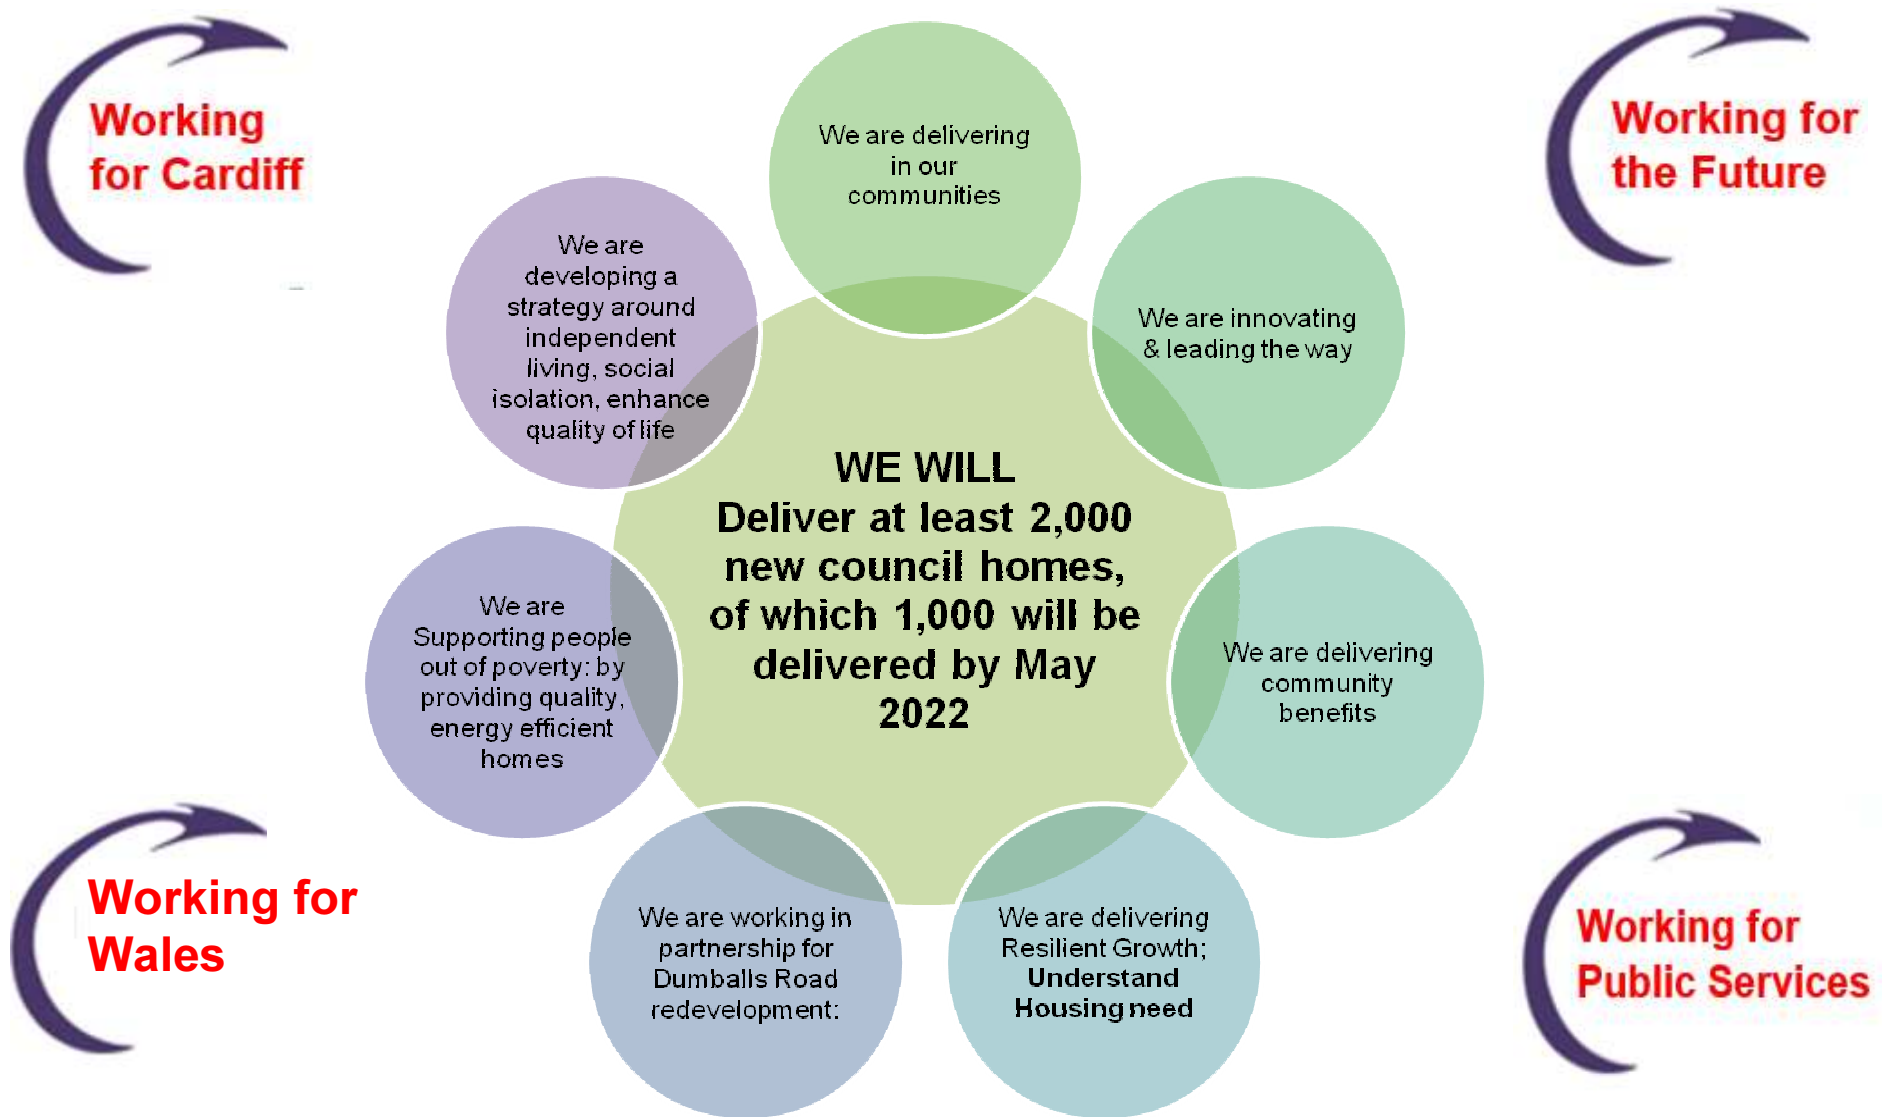 Working
for Cardiff
Working for
the Future
We are delivering
in our
communities
We are innovating
& leading the way
We are delivering
community
benefits
We are delivering
Resilient Growth;
Understand
Housing need
We are working in
partnership for
Dumballs Road
redevelopment:
We are
Supporting people
out of poverty: by
providing quality,
energy efficient
homes
We are
developing a
strategy around
independent
living, social
isolation, enhance
quality of life
WE WILL
Deliver at least 2,000
new council homes,
of which 1,000 will be
delivered by May
2022
Working for
Wales
Working for
Public Services